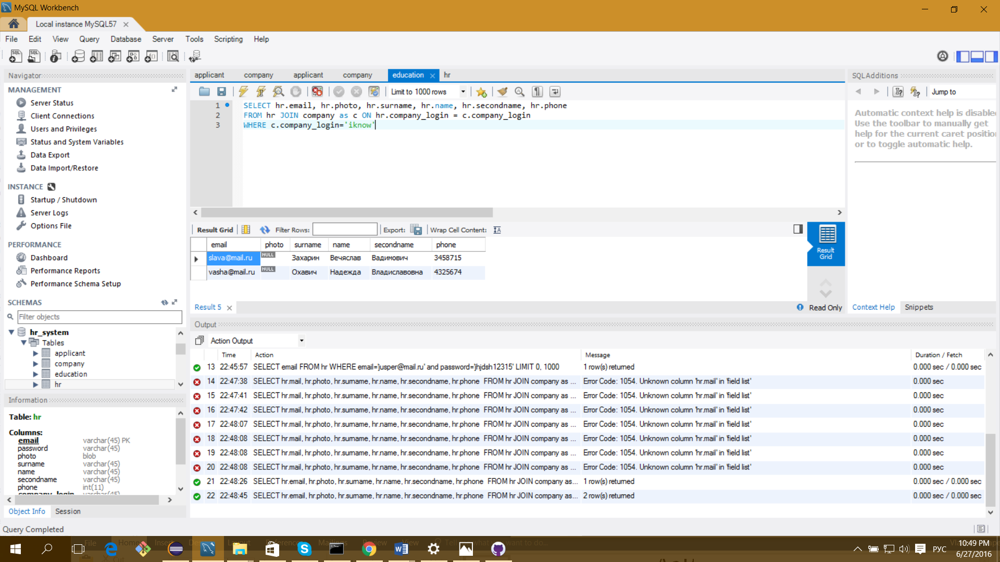 MySQL Workbench
Local instance MySQL57
File Edit View Query Database Server Tools Scripting Help
Navigator
MANAGEMENT
Server Status
Client Connections
Users and Privileges
Status and System Variables
Data Export
Data Import/Restore
INSTANCE
Startup / Shutdown
Server Logs
Options File
PERFORMANCE
Dashboard
Performance Reports
Performance Schema Setup
SCHEMAS
Filter objects
hr_system
Tables
applicant
company
education
hr
Information
Table: hr
Columns:
email varchar(45) PK
password varchar(45)
photo blob
surname varchar(45)
name varchar(45)
secondname varchar(45)
phone int(11)
company_login varchar(45)
Object Info Session
Query Completed
applicant company applicant company education hr
Limit to 1000 rows
1 SELECT hr.email, hr.photo, hr.surname, hr.name, hr.secondname, hr.phone
2 FROM hr JOIN company as c ON hr.company_login = c.company_login
3 WHERE c.company_login='iknow'
Result Grid Filter Rows: Export: Wrap Cell Content:
email photo surname name secondname phone
slava@mail.ru NULL Захарин Вечяслав Вадимович 3458715
vasha@mail.ru NULL Охавич Надежда Владиславовна 4325674
Result Grid
Result 5
Read Only
SQLAdditions
Jump to
Automatic context help is disable
Use the toolbar to manually get
help for the current caret positio
or to toggle automatic help.
Context Help Snippets
Output
Action Output
Time Action Message Duration / Fetch
13 22:45:57 SELECT email FROM hr WHERE email='jusper@mail.ru' and password='jhjdsh12315' LIMIT 0, 1000 1 row(s) returned 0.000 sec / 0.000 sec
14 22:47:38 SELECT hr.mail, hr.photo, hr.surname, hr.name, hr.secondname, hr.phone FROM hr JOIN company as ... Error Code: 1054. Unknown column 'hr.mail' in 'field list' 0.000 sec
15 22:47:41 SELECT hr.mail, hr.photo, hr.surname, hr.name, hr.secondname, hr.phone FROM hr JOIN company as ... Error Code: 1054. Unknown column 'hr.mail' in 'field list' 0.000 sec
16 22:47:42 SELECT hr.mail, hr.photo, hr.surname, hr.name, hr.secondname, hr.phone FROM hr JOIN company as ... Error Code: 1054. Unknown column 'hr.mail' in 'field list' 0.000 sec
17 22:48:07 SELECT hr.mail, hr.photo, hr.surname, hr.name, hr.secondname, hr.phone FROM hr JOIN company as ... Error Code: 1054. Unknown column 'hr.mail' in 'field list' 0.000 sec
18 22:48:08 SELECT hr.mail, hr.photo, hr.surname, hr.name, hr.secondname, hr.phone FROM hr JOIN company as ... Error Code: 1054. Unknown column 'hr.mail' in 'field list' 0.000 sec
19 22:48:08 SELECT hr.mail, hr.photo, hr.surname, hr.name, hr.secondname, hr.phone FROM hr JOIN company as ... Error Code: 1054. Unknown column 'hr.mail' in 'field list' 0.000 sec
20 22:48:08 SELECT hr.mail, hr.photo, hr.surname, hr.name, hr.secondname, hr.phone FROM hr JOIN company as ... Error Code: 1054. Unknown column 'hr.mail' in 'field list' 0.000 sec
21 22:48:26 SELECT hr.email, hr.photo, hr.surname, hr.name, hr.secondname, hr.phone FROM hr JOIN company as... 1 row(s) returned 0.000 sec / 0.000 sec
22 22:48:45 SELECT hr.email, hr.photo, hr.surname, hr.name, hr.secondname, hr.phone FROM hr JOIN company as... 2 row(s) returned 0.000 sec / 0.000 sec
РУС
10:49 PM
6/27/2016